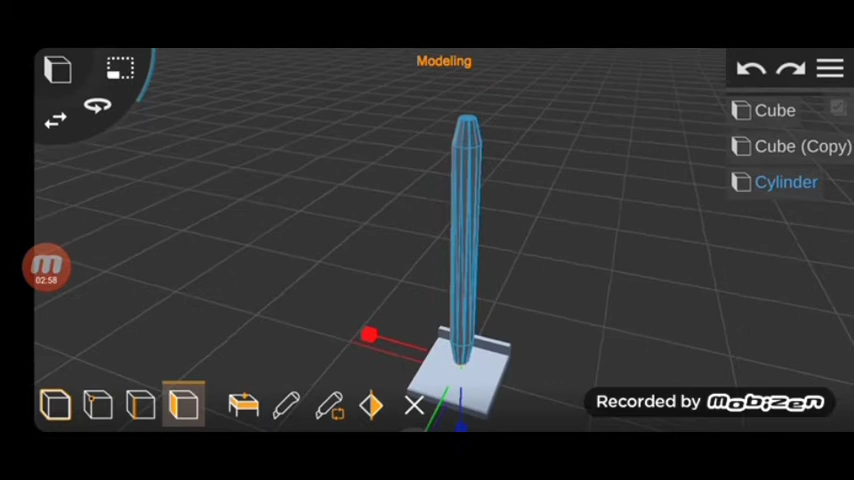 Modeling
Cube
Cube (Copy)
Cylinder
02:58
Recorded by mobizen